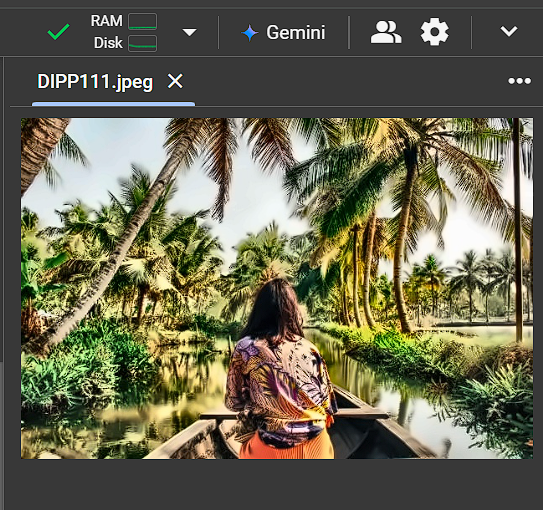 RAM
Disk
Gemini
DIPP111.jpeg